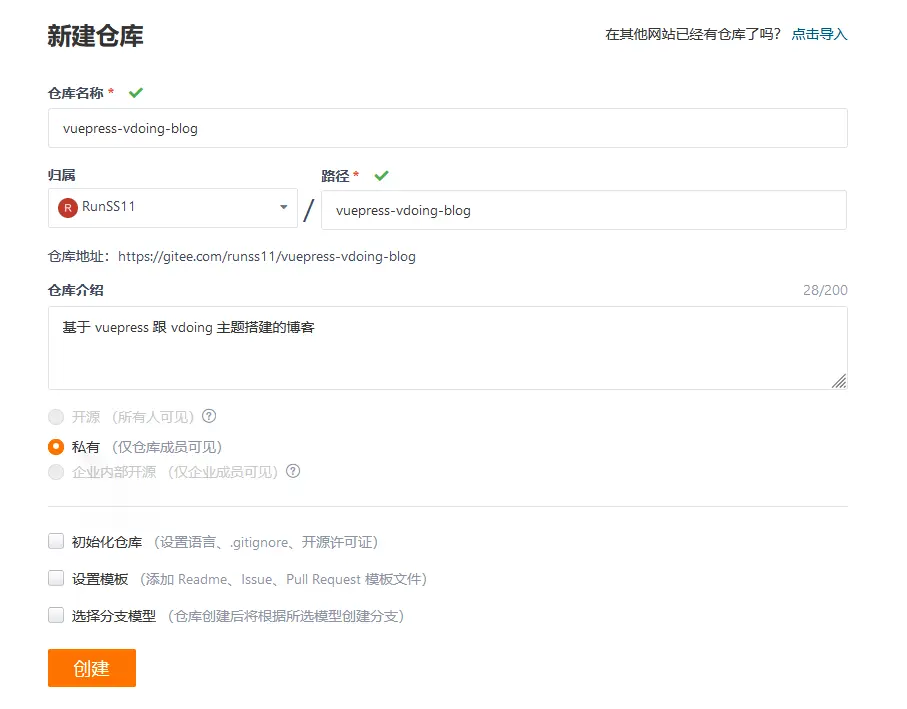 新建仓库
在其他网站已经有仓库了吗? 点击导入
仓库名称 *
vuepress-vdoing-blog
归属
路径 *
R RunSS11 / vuepress-vdoing-blog
仓库地址：https://gitee.com/runss11/vuepress-vdoing-blog
仓库介绍 28/200
基于 vuepress 跟 vdoing 主题搭建的博客
开源 （所有人可见） ?
私有 （仅仓库成员可见）
企业内部开源 （仅企业成员可见） ?
初始化仓库 （设置语言、.gitignore、开源许可证）
设置模板 （添加 Readme、Issue、Pull Request 模板文件）
选择分支模型 （仓库创建后将根据所选模型创建分支）
创建